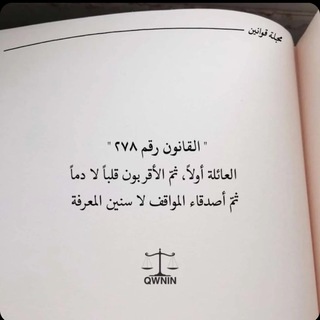 مجلة قوانين
" القانون رقم ٢٧٨ "
العائلة أولاً، ثمّ الأقربون قلباً لا دماً
ثمّ أصدقاء المواقف لا سنين المعرفة
QWNIN